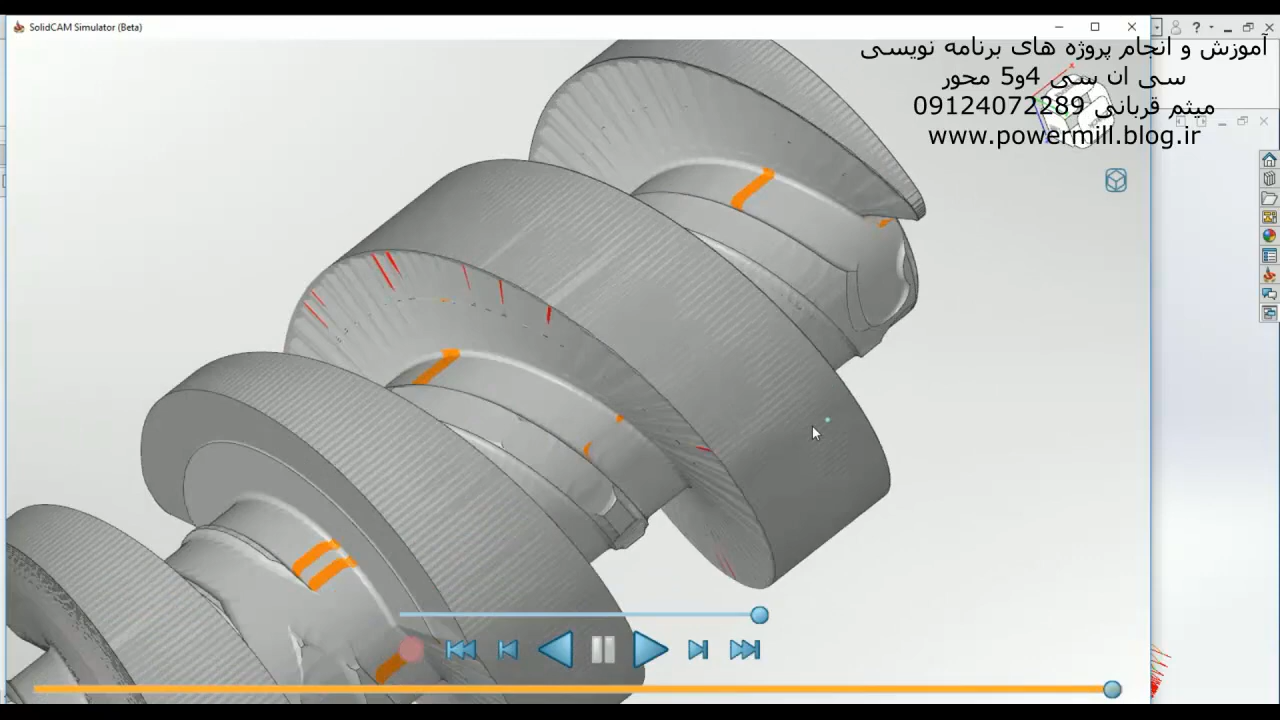 SolidCAM Simulator (Beta)
آموزش و انجام پروژه های برنامه نویسی
سی ان سی 4و5 محور
میثم قربانی 09124072289
www.powermill.blog.ir